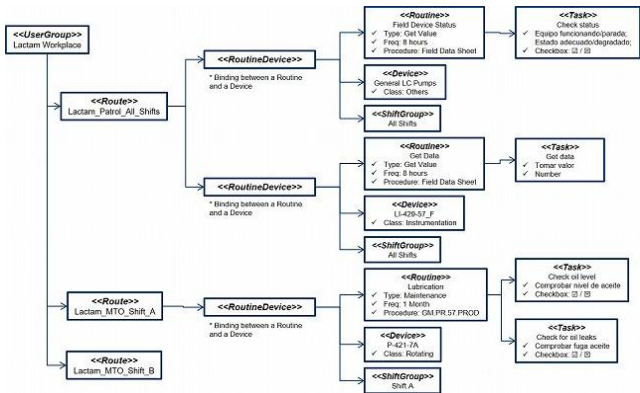 <<UserGroup>>
Lactam Workplace
<<Route>>
Lactam_Patrol_All_Shifts
<<RoutineDevice>>
* Binding between a Routine
and a Device
<<Routine>>
Field Device Status
✓ Type: Get Value
✓ Freq: 8 hours
✓ Procedure: Field Data Sheet
<<Task>>
Check status
✓ Equipo funcionando/parada;
Estado adecuado/degradado;
✓ Checkbox: ☑ / ☒
<<Device>>
General LC Pumps
✓ Class: Others
<<ShiftGroup>>
All Shifts
<<RoutineDevice>>
* Binding between a Routine
and a Device
<<Routine>>
Get Data
✓ Type: Get Value
✓ Freq: 8 hours
✓ Procedure: Field Data Sheet
<<Task>>
Get data
✓ Tomar valor
✓ Number
<<Device>>
LI-429-57_F
✓ Class: Instrumentation
<<ShiftGroup>>
All Shifts
<<Route>>
Lactam_MTO_Shift_A
<<RoutineDevice>>
* Binding between a Routine
and a Device
<<Routine>>
Lubrication
✓ Type: Maintenance
✓ Freq: 1 Month
✓ Procedure: GM.PR.57.PROD
<<Task>>
Check oil level
✓ Comprobar nivel de aceite
✓ Checkbox: ☑ / ☒
<<Task>>
Check for oil leaks
✓ Comprobar fuga aceite
✓ Checkbox: ☑ / ☒
<<Device>>
P-421-7A
✓ Class: Rotating
<<ShiftGroup>>
Shift A
<<Route>>
Lactam_MTO_Shift_B